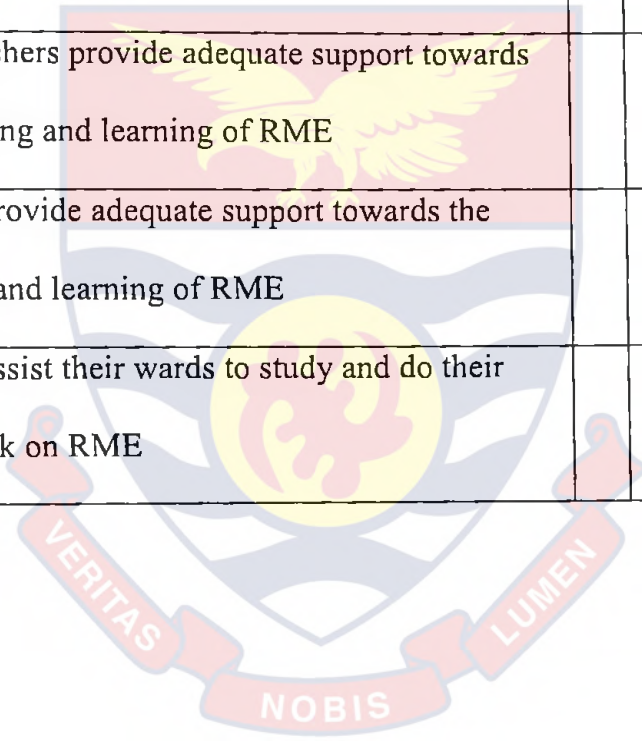 hers provide adequate support towards
ng and learning of RME
rovide adequate support towards the
and learning of RME
ssist their wards to study and do their
k on RME
VERITAS
NOBIS
LUMEN